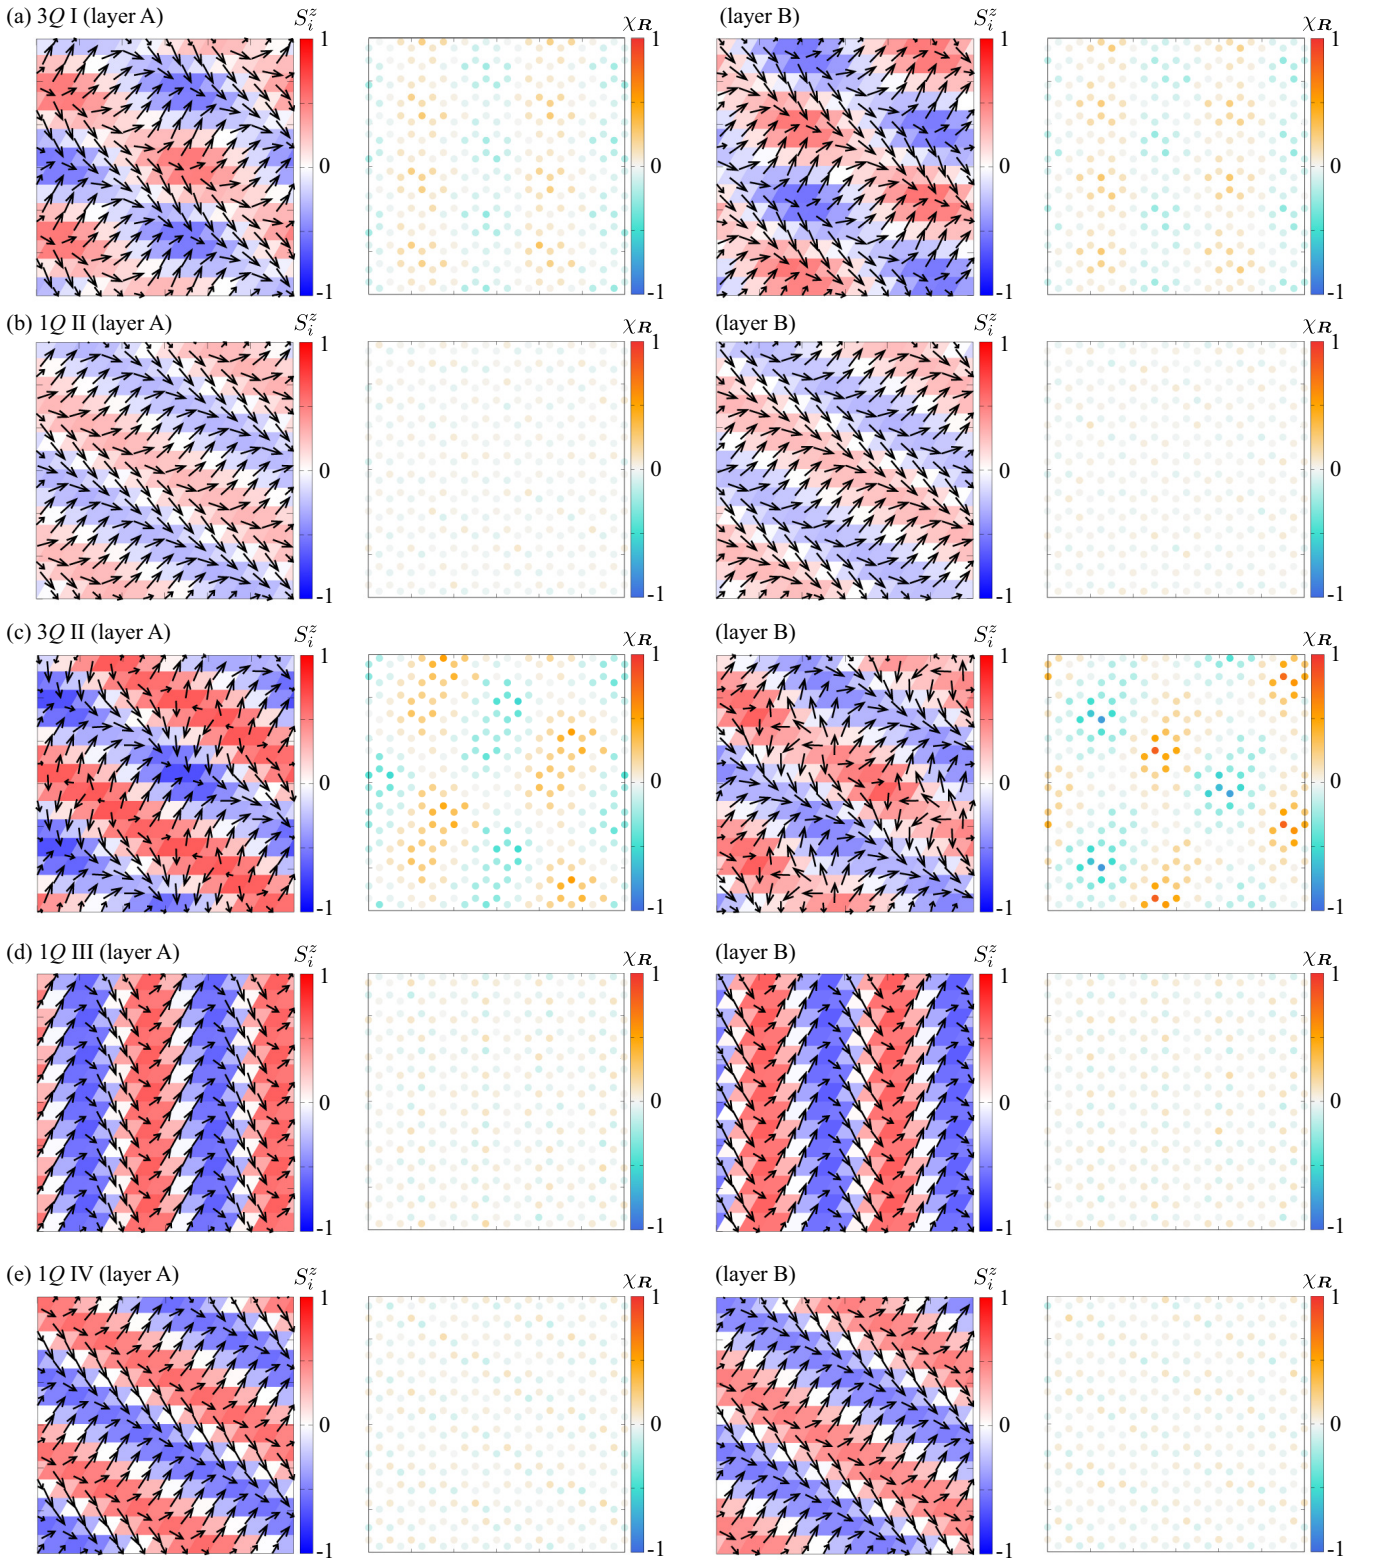 (a) 3Q I (layer A) S_i^z χ_R (layer B) S_i^z χ_R
1 1 1 1
0 0 0 0
-1 -1 -1 -1
(b) 1Q II (layer A) S_i^z χ_R (layer B) S_i^z χ_R
1 1 1 1
0 0 0 0
-1 -1 -1 -1
(c) 3Q II (layer A) S_i^z χ_R (layer B) S_i^z χ_R
1 1 1 1
0 0 0 0
-1 -1 -1 -1
(d) 1Q III (layer A) S_i^z χ_R (layer B) S_i^z χ_R
1 1 1 1
0 0 0 0
-1 -1 -1 -1
(e) 1Q IV (layer A) S_i^z χ_R (layer B) S_i^z χ_R
1 1 1 1
0 0 0 0
-1 -1 -1 -1